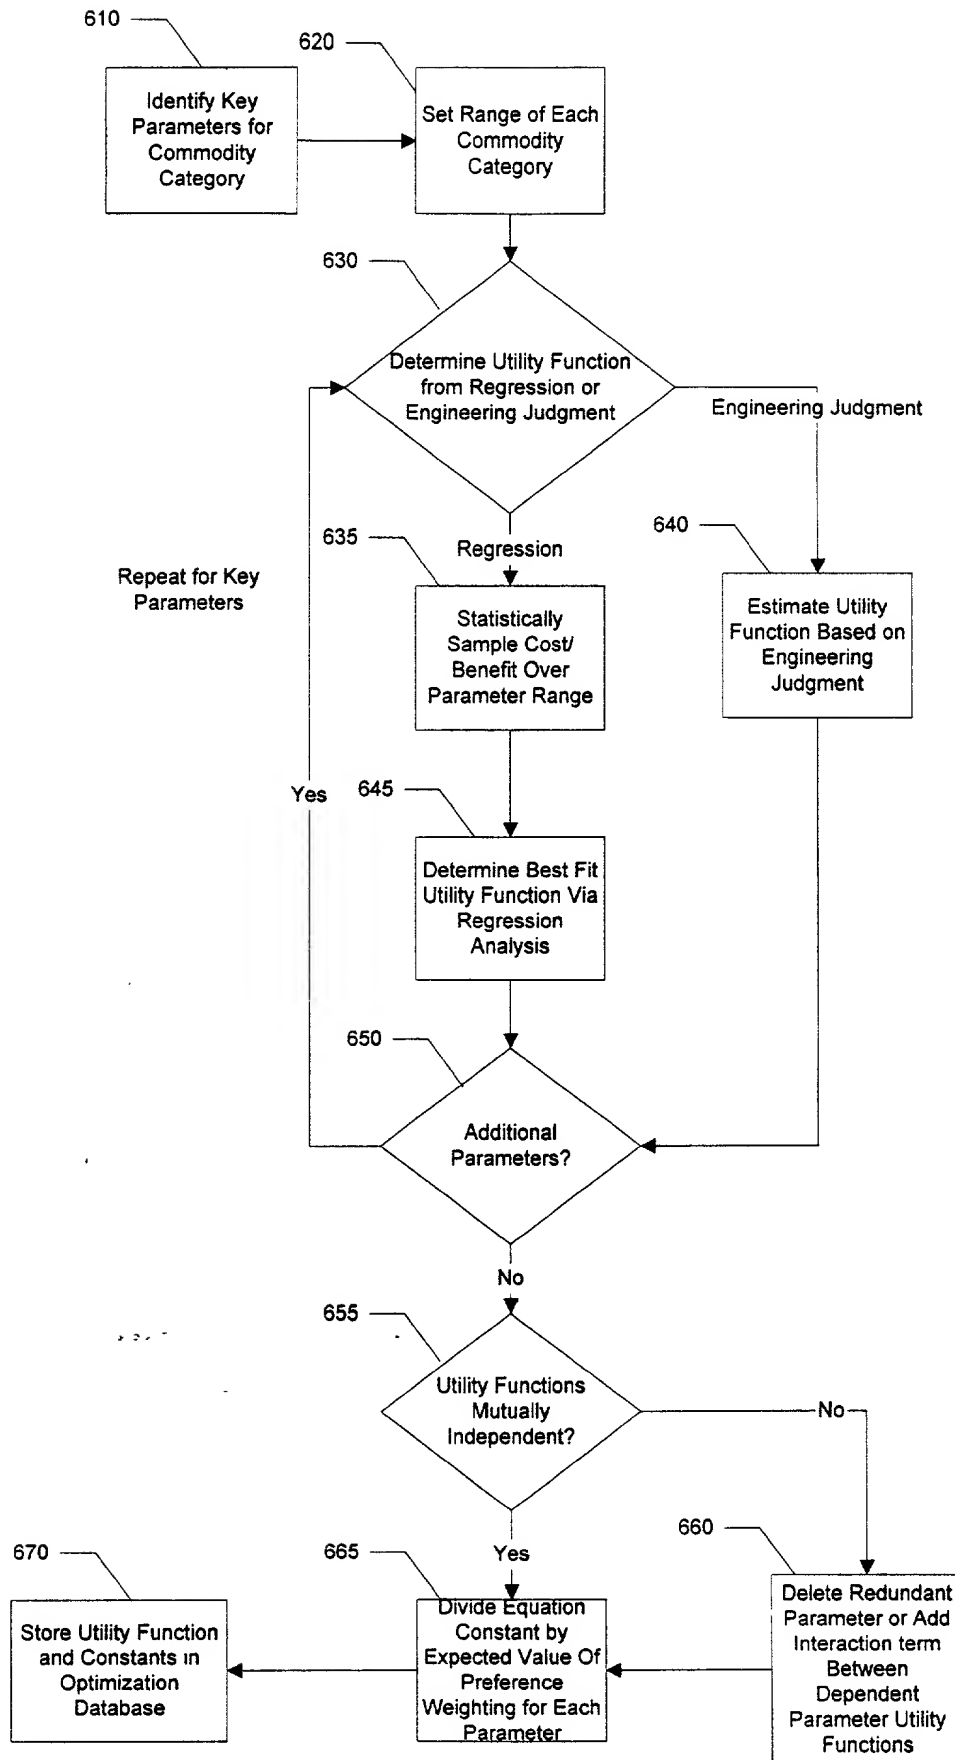 610
Identify Key
Parameters for
Commodity
Category
620
Set Range of Each
Commodity
Category
630
Determine Utility Function
from Regression or
Engineering Judgment
Engineering Judgment
Regression
635
Statistically
Sample Cost/
Benefit Over
Parameter Range
640
Estimate Utility
Function Based on
Engineering
Judgment
Repeat for Key
Parameters
Yes
645
Determine Best Fit
Utility Function Via
Regression
Analysis
650
Additional
Parameters?
No
655
Utility Functions
Mutually
Independent?
No
Yes
660
Delete Redundant
Parameter or Add
Interaction term
Between
Dependent
Parameter Utility
Functions
665
Divide Equation
Constant by
Expected Value Of
Preference
Weighting for Each
Parameter
670
Store Utility Function
and Constants in
Optimization
Database